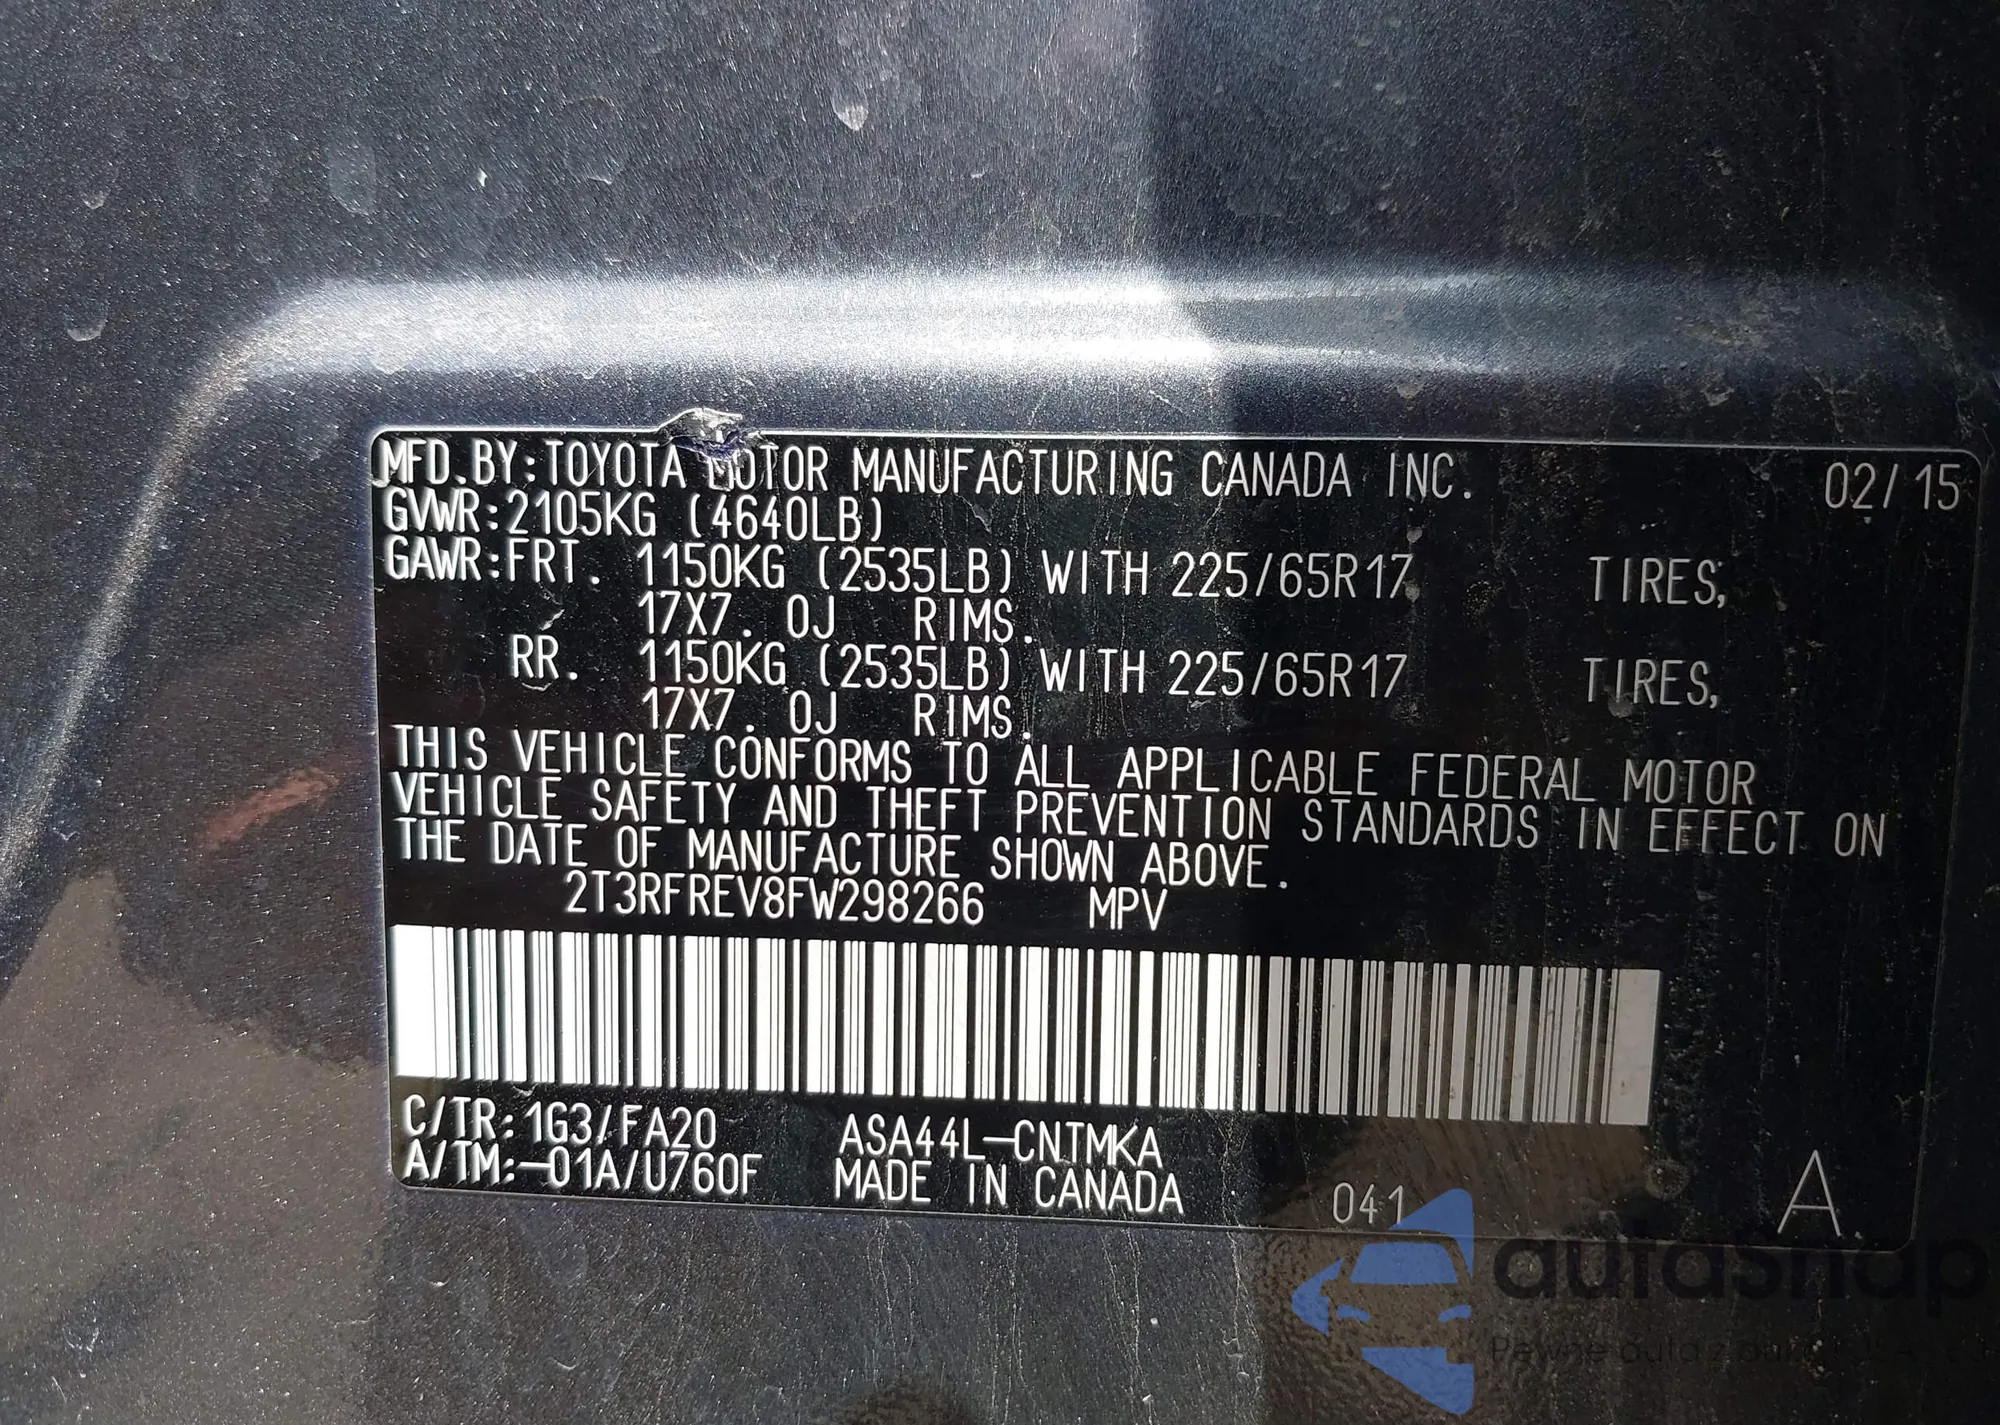 MFD.BY:TOYOTA MOTOR MANUFACTURING CANADA INC. 02/15
GVWR:2105KG (4640LB)
GAWR:FRT. 1150KG (2535LB) WITH 225/65R17 TIRES,
17X7. 0J RIMS.
RR. 1150KG (2535LB) WITH 225/65R17 TIRES,
17X7. 0J RIMS.
THIS VEHICLE CONFORMS TO ALL APPLICABLE FEDERAL MOTOR
VEHICLE SAFETY AND THEFT PREVENTION STANDARDS IN EFFECT ON
THE DATE OF MANUFACTURE SHOWN ABOVE.
2T3RFREV8FW298266 MPV
C/TR:1G3/FA20 ASA44L-CNTMKA
A/TM:-01A/U760F MADE IN CANADA 041 A
autasnap
Pewne auta z